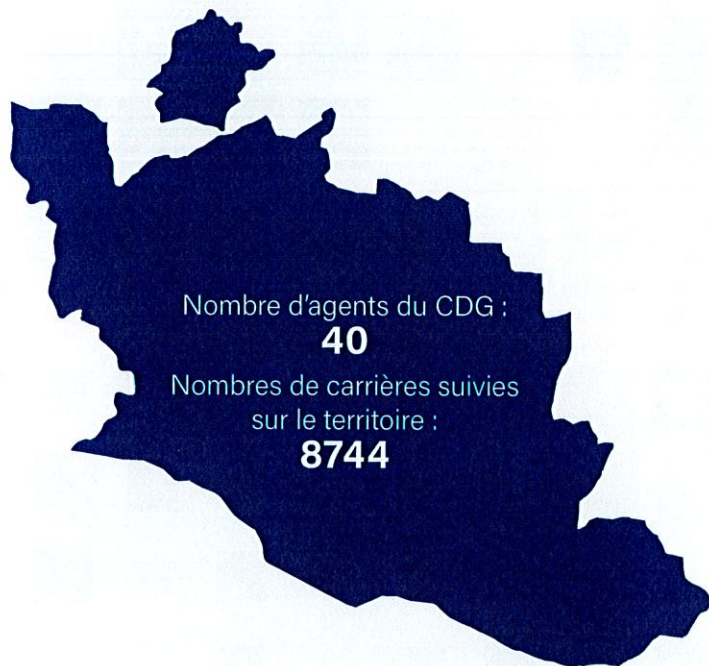 Nombre d'agents du CDG :
40
Nombres de carrières suivies
sur le territoire :
8744